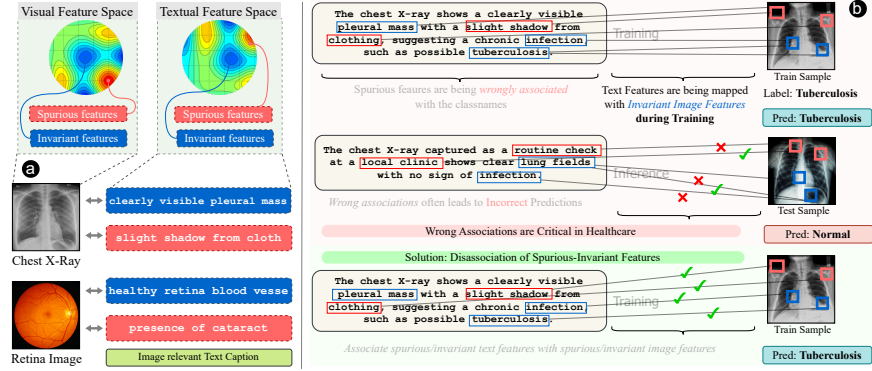 Visual Feature Space
Textual Feature Space
Spurious features
Invariant features
Spurious features
Invariant features
a
clearly visible pleural mass
slight shadow from cloth
Chest X-Ray
healthy retina blood vesse
presence of cataract
Retina Image
Image relevant Text Caption
b
The chest X-Ray shows a clearly visible
pleural mass with a slight shadow from
clothing, suggesting a chronic infection,
such as possible tuberculosis.
Training
Train Sample
Label: Tuberculosis
Pred: Tuberculosis
Spurious feaures are being wrongly associated
with the classnames
Text Features are being mapped
with Invariant Image Features
during Training
The chest X-Ray captured as a routine check
at a local clinic shows clear lung fields
with no sign of infection.
Inference
Test Sample
Wrong associations often leads to Incorrect Predictions
Wrong Associations are Critical in Healthcare
Pred: Normal
Solution: Disassociation of Spurious-Invariant Features
The chest X-Ray shows a clearly visible
pleural mass with a slight shadow from
clothing, suggesting a chronic infection,
such as possible tuberculosis.
Training
Train Sample
Associate spurious/invariant text features with spurious/invariant image features
Pred: Tuberculosis